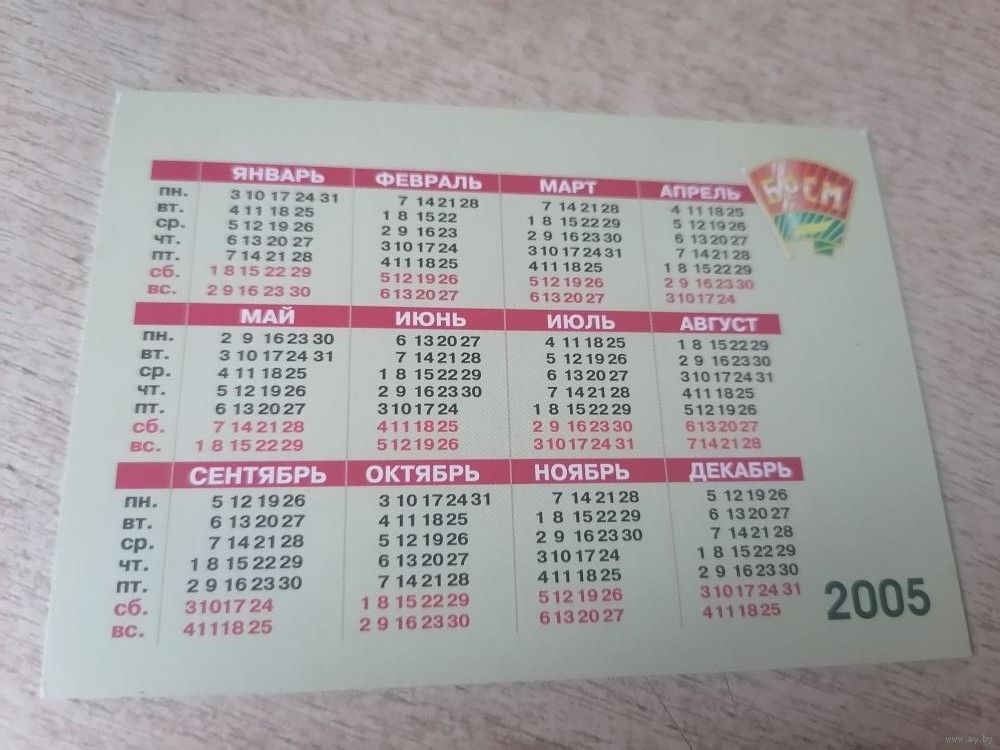 ЯНВАРЬ ФЕВРАЛЬ МАРТ АПРЕЛЬ БРСМ
пн. 3 10 17 24 31 7 14 21 28 7 14 21 28 4 11 18 25
вт. 4 11 18 25 1 8 15 22 1 8 15 22 29 5 12 19 26
ср. 5 12 19 26 2 9 16 23 2 9 16 23 30 6 13 20 27
чт. 6 13 20 27 3 10 17 24 3 10 17 24 31 7 14 21 28
пт. 7 14 21 28 4 11 18 25 4 11 18 25 1 8 15 22 29
сб. 1 8 15 22 29 5 12 19 26 5 12 19 26 2 9 16 23 30
вс. 2 9 16 23 30 6 13 20 27 6 13 20 27 3 10 17 24
МАЙ ИЮНЬ ИЮЛЬ АВГУСТ
пн. 2 9 16 23 30 6 13 20 27 4 11 18 25 1 8 15 22 29
вт. 3 10 17 24 31 7 14 21 28 5 12 19 26 2 9 16 23 30
ср. 4 11 18 25 1 8 15 22 29 6 13 20 27 3 10 17 24 31
чт. 5 12 19 26 2 9 16 23 30 7 14 21 28 4 11 18 25
пт. 6 13 20 27 3 10 17 24 1 8 15 22 29 5 12 19 26
сб. 7 14 21 28 4 11 18 25 2 9 16 23 30 6 13 20 27
вс. 1 8 15 22 29 5 12 19 26 3 10 17 24 31 7 14 21 28
СЕНТЯБРЬ ОКТЯБРЬ НОЯБРЬ ДЕКАБРЬ
пн. 5 12 19 26 3 10 17 24 31 7 14 21 28 5 12 19 26
вт. 6 13 20 27 4 11 18 25 1 8 15 22 29 6 13 20 27
ср. 7 14 21 28 5 12 19 26 2 9 16 23 30 7 14 21 28
чт. 1 8 15 22 29 6 13 20 27 3 10 17 24 1 8 15 22 29
пт. 2 9 16 23 30 7 14 21 28 4 11 18 25 2 9 16 23 30
сб. 3 10 17 24 1 8 15 22 29 5 12 19 26 3 10 17 24 31
вс. 4 11 18 25 2 9 16 23 30 6 13 20 27 4 11 18 25
2005
www.ay.by